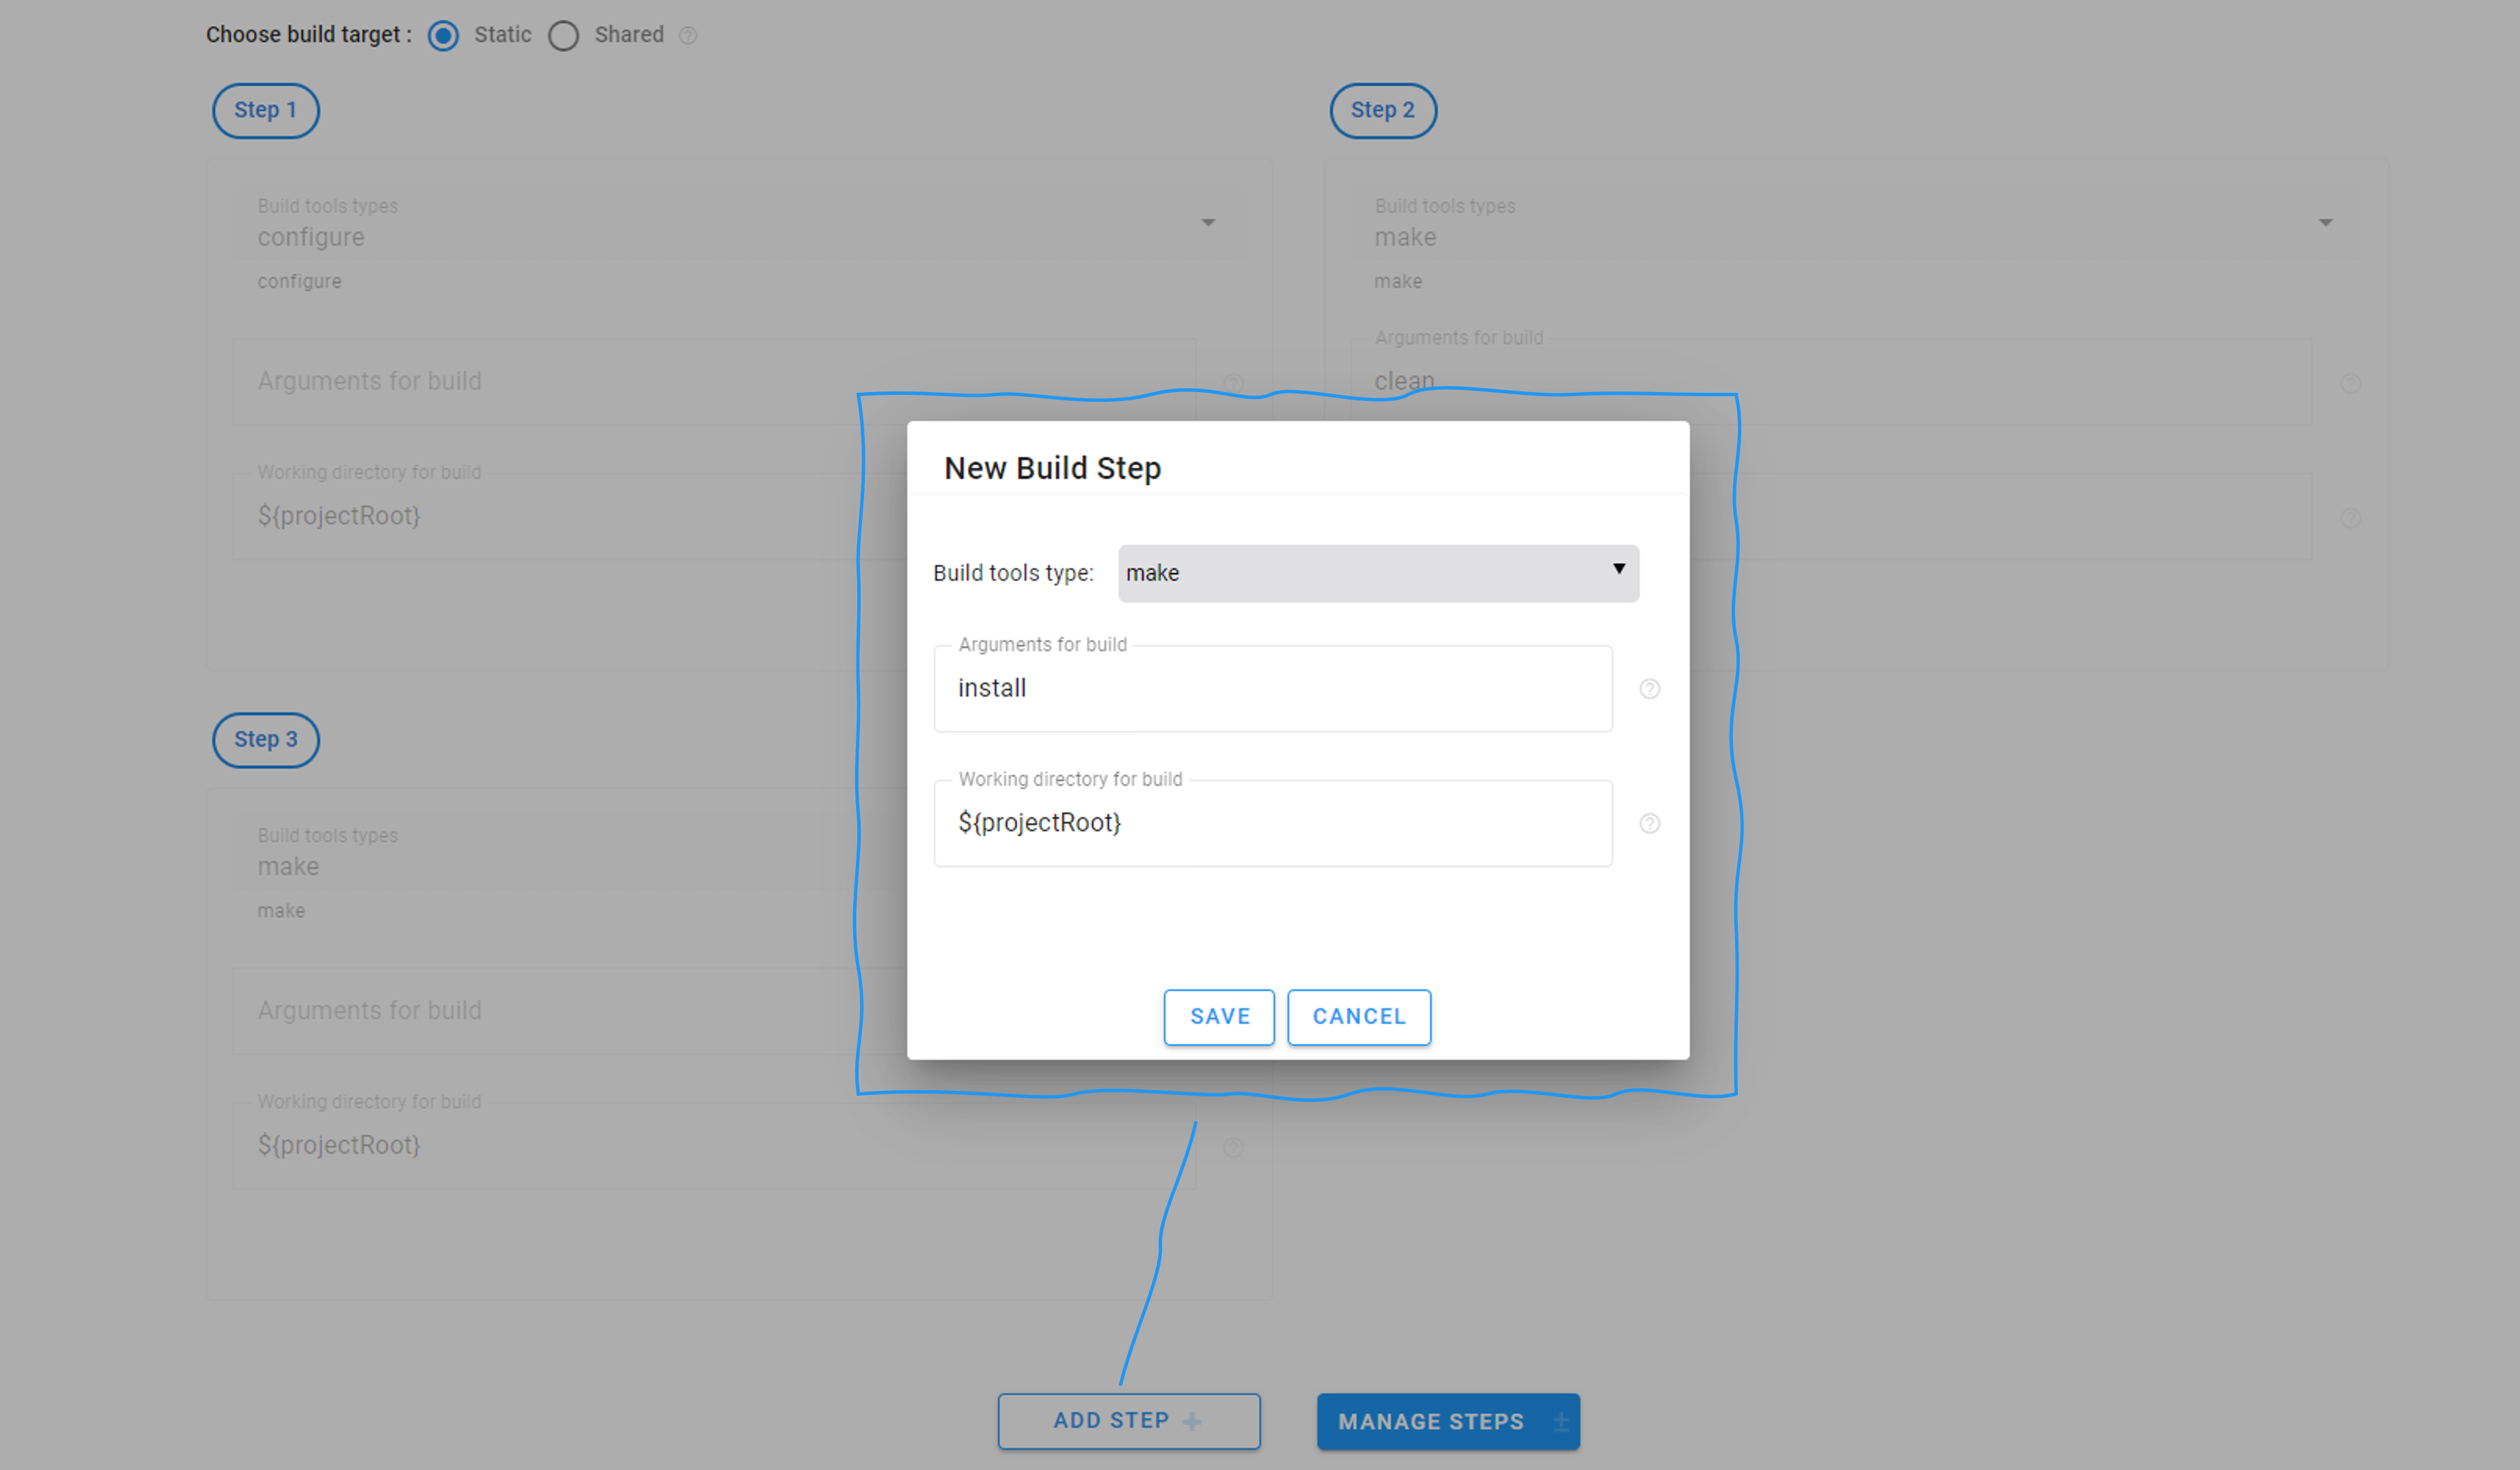 Choose build target : Static Shared
Step 1
Build tools types
configure
configure
Arguments for build
Working directory for build
${projectRoot}
Step 2
Build tools types
make
make
Arguments for build
clean
Step 3
Build tools types
make
make
Arguments for build
Working directory for build
${projectRoot}
New Build Step
Build tools type: make
Arguments for build
install
Working directory for build
${projectRoot}
SAVE CANCEL
ADD STEP MANAGE STEPS